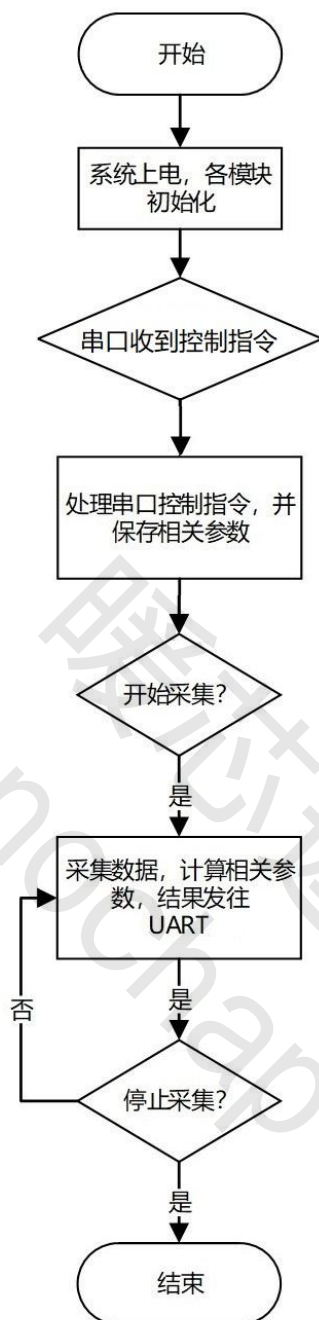 开始
系统上电，各模块
初始化
串口收到控制指令
处理串口控制指令，并
保存相关参数
开始采集？
是
采集数据，计算相关参
数，结果发往
UART
是
否
停止采集？
是
结束